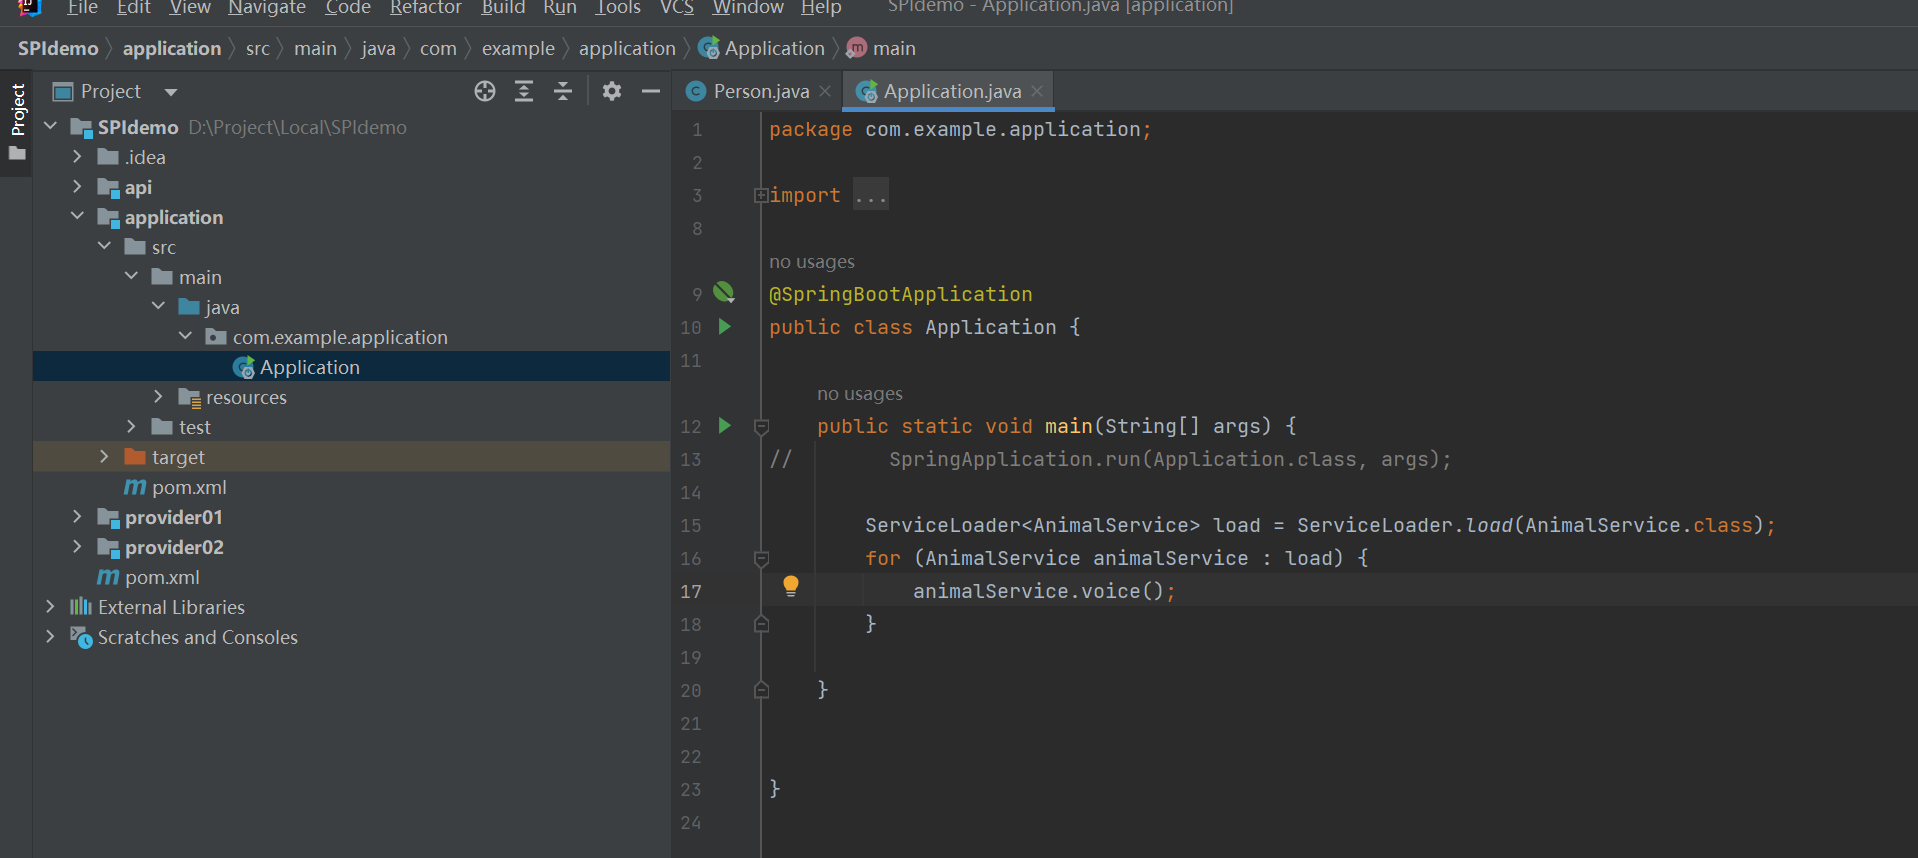 File Edit View Navigate Code Refactor Build Run Tools VCS Window Help SPIdemo - Application.java [application]
SPIdemo application src main java com example application Application main
Project
Project
SPIdemo D:\Project\Local\SPIdemo
.idea
api
application
src
main
java
com.example.application
Application
resources
test
target
pom.xml
provider01
provider02
pom.xml
External Libraries
Scratches and Consoles
Person.java Application.java
1 package com.example.application;
2
3 import ...
8
no usages
9 @SpringBootApplication
10 public class Application {
11
no usages
12 public static void main(String[] args) {
13 // SpringApplication.run(Application.class, args);
14
15 ServiceLoader<AnimalService> load = ServiceLoader.load(AnimalService.class);
16 for (AnimalService animalService : load) {
17 animalService.voice();
18 }
19
20 }
21
22
23 }
24